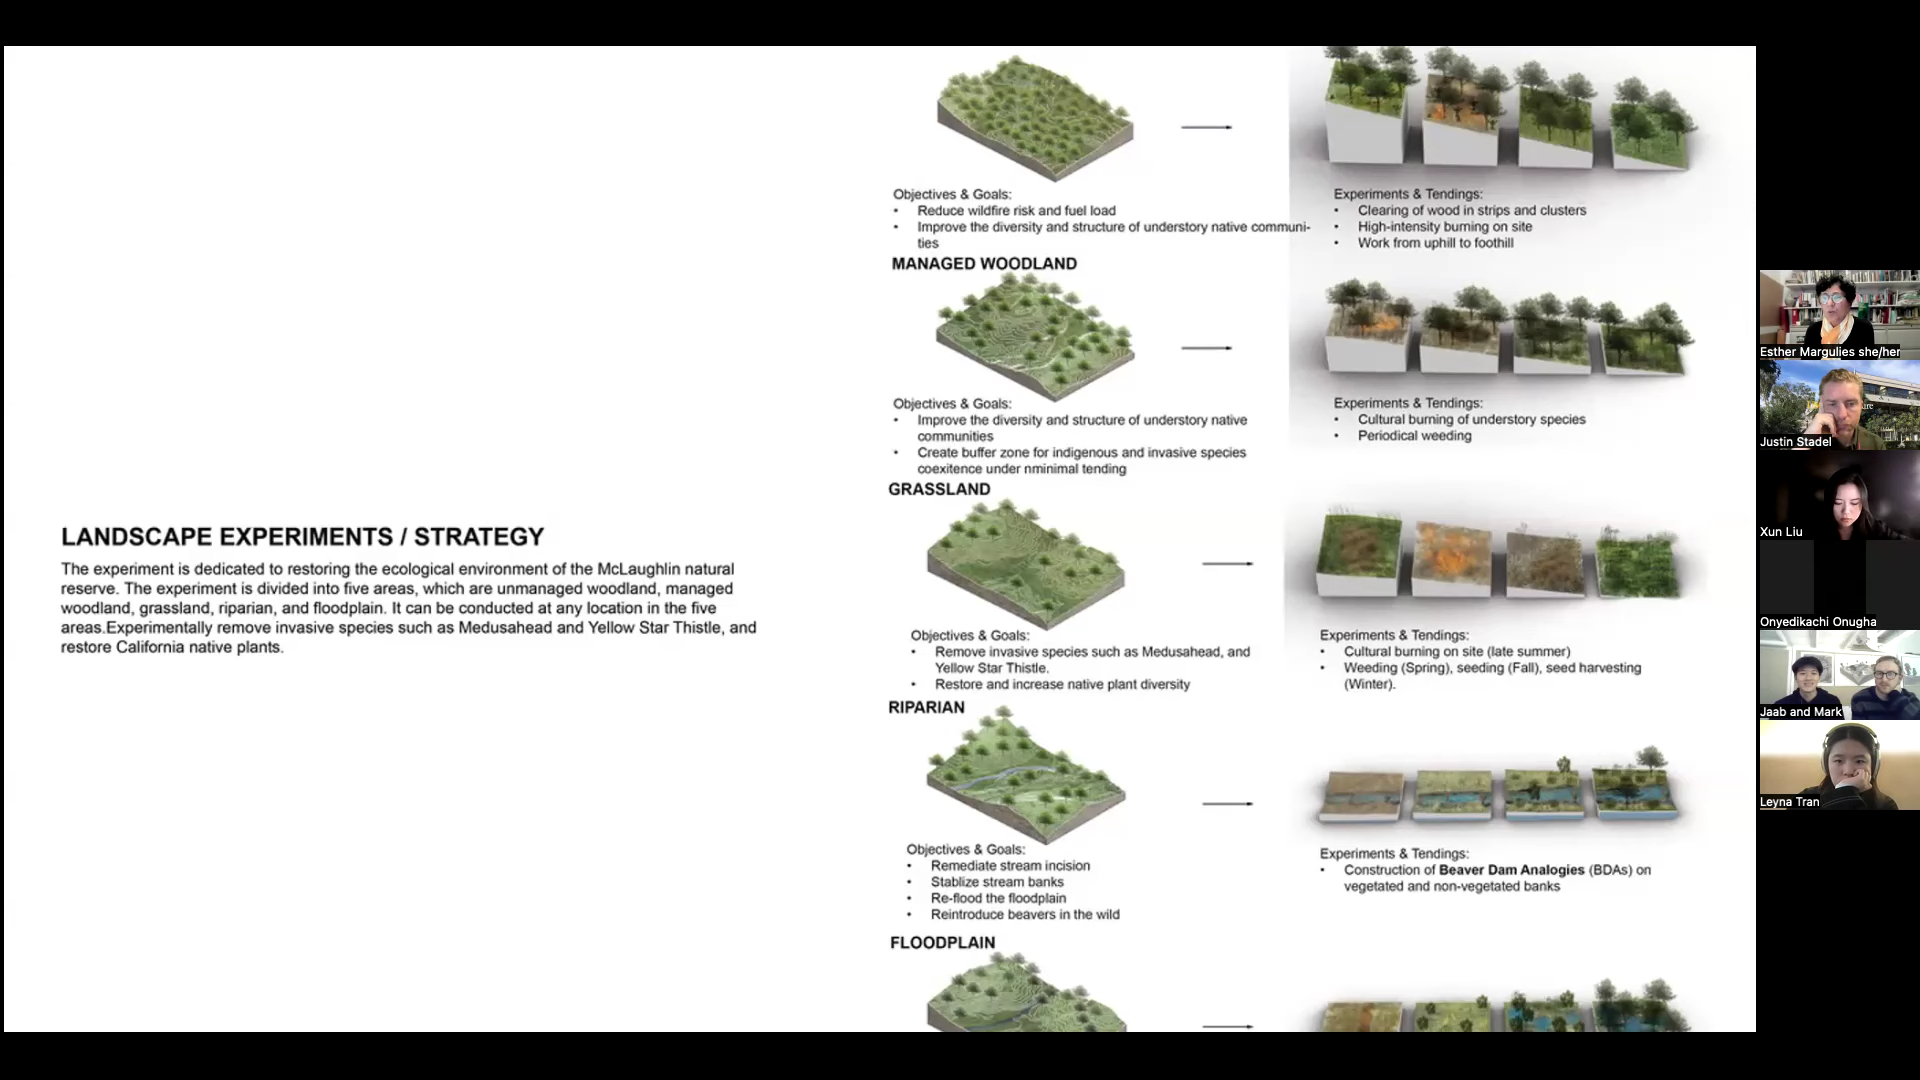 LANDSCAPE EXPERIMENTS / STRATEGY
The experiment is dedicated to restoring the ecological environment of the McLaughlin natural
reserve. The experiment is divided into five areas, which are unmanaged woodland, managed
woodland, grassland, riparian, and floodplain. It can be conducted at any location in the five
areas.Experimentally remove invasive species such as Medusahead and Yellow Star Thistle, and
restore California native plants.
Objectives & Goals:
• Reduce wildfire risk and fuel load
• Improve the diversity and structure of understory native communi-
ties
Experiments & Tendings:
• Clearing of wood in strips and clusters
• High-intensity burning on site
• Work from uphill to foothill
MANAGED WOODLAND
Objectives & Goals:
• Improve the diversity and structure of understory native
communities
• Create buffer zone for indigenous and invasive species
coexitence under nminimal tending
Experiments & Tendings:
• Cultural burning of understory species
• Periodical weeding
GRASSLAND
Objectives & Goals:
• Remove invasive species such as Medusahead, and
Yellow Star Thistle.
• Restore and increase native plant diversity
Experiments & Tendings:
• Cultural burning on site (late summer)
• Weeding (Spring), seeding (Fall), seed harvesting
(Winter).
RIPARIAN
Objectives & Goals:
• Remediate stream incision
• Stablize stream banks
• Re-flood the floodplain
• Reintroduce beavers in the wild
Experiments & Tendings:
• Construction of Beaver Dam Analogies (BDAs) on
vegetated and non-vegetated banks
FLOODPLAIN
Esther Margulies she/her
Justin Stadel
Xun Liu
Onyedikachi Onugha
Jaab and Mark
Leyna Tran